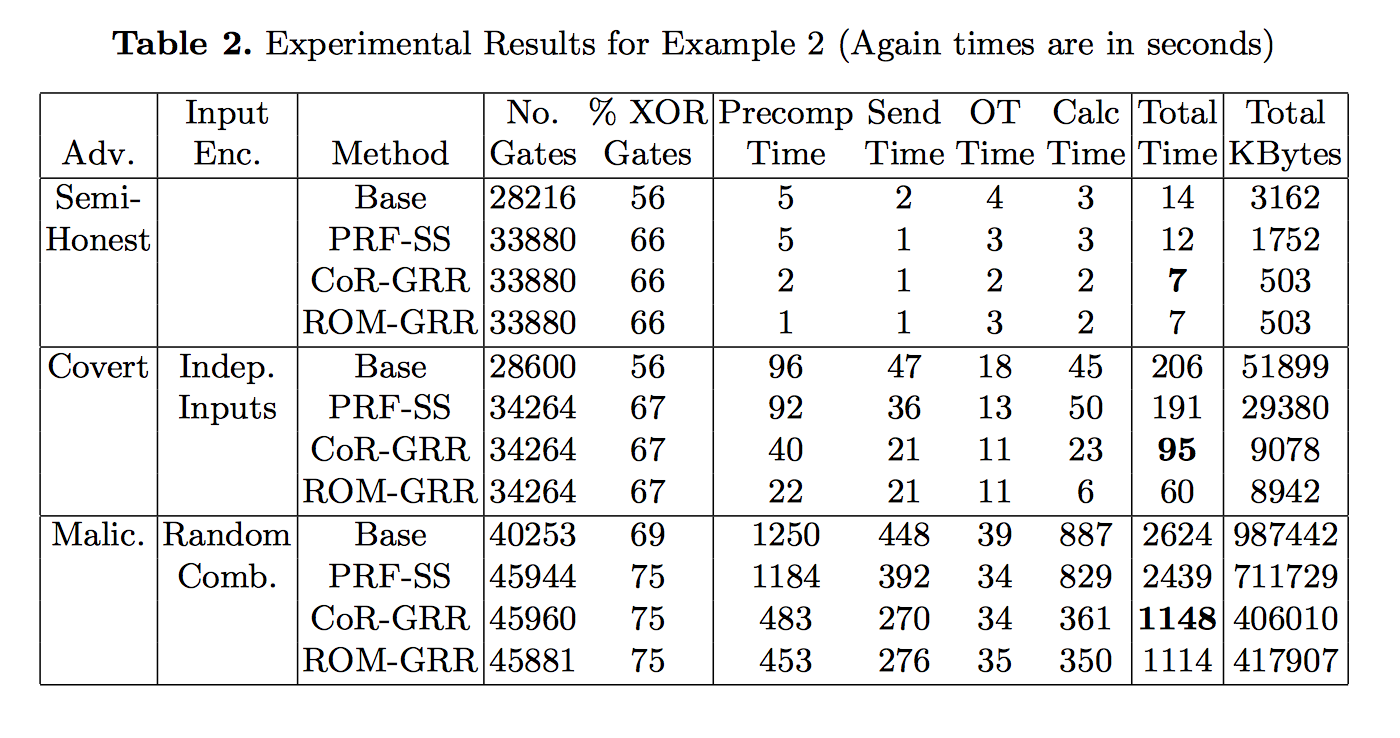 Table 2. Experimental Results for Example 2 (Again times are in seconds)
Input No. % XOR Precomp Send OT Calc Total Total
Adv. Enc. Method Gates Gates Time Time Time Time Time KBytes
Semi- Base 28216 56 5 2 4 3 14 3162
Honest PRF-SS 33880 66 5 1 3 3 12 1752
CoR-GRR 33880 66 2 1 2 2 7 503
ROM-GRR 33880 66 1 1 3 2 7 503
Covert Indep. Base 28600 56 96 47 18 45 206 51899
Inputs PRF-SS 34264 67 92 36 13 50 191 29380
CoR-GRR 34264 67 40 21 11 23 95 9078
ROM-GRR 34264 67 22 21 11 6 60 8942
Malic. Random Base 40253 69 1250 448 39 887 2624 987442
Comb. PRF-SS 45944 75 1184 392 34 829 2439 711729
CoR-GRR 45960 75 483 270 34 361 1148 406010
ROM-GRR 45881 75 453 276 35 350 1114 417907